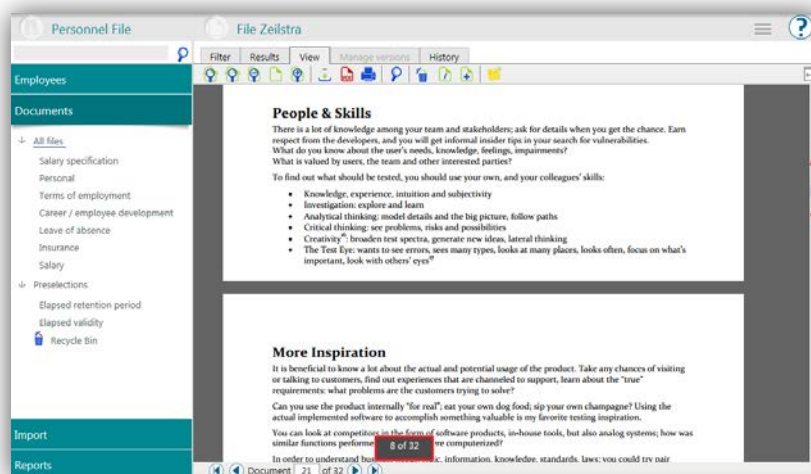 Personnel File
File Zeilstra
?
Filter Results View Manage versions History
Employees
Documents
All files
Salary specification
Personal
Terms of employment
Career / employee development
Leave of absence
Insurance
Salary
Preselections
Elapsed retention period
Elapsed validity
Recycle Bin
Import
Reports
People & Skills
There is a lot of knowledge among your team and stakeholders; ask for details when you get the chance. Earn
respect from the developers, and you will get informal insider tips in your search for vulnerabilities.
What do you know about the user's needs, knowledge, feelings, impairments?
What is valued by users, the team and other interested parties?
To find out what should be tested, you should use your own, and your colleagues' skills:
• Knowledge, experience, intuition and subjectivity
• Investigation: explore and learn
• Analytical thinking: model details and the big picture, follow paths
• Critical thinking: see problems, risks and possibilities
• Creativity: broaden test spectra, generate new ideas, lateral thinking
• The Test Eye: wants to see errors, sees many types, looks at many places, looks often, focus on what's
important, look with others' eyes
More Inspiration
It is beneficial to know a lot about the actual and potential usage of the product. Take any chances of visiting
or talking to customers, find out experiences that are channeled to support, learn about the "true"
requirements: what problems are the customers trying to solve?
Can you use the product internally "for real"; eat your own dog food; sip your own champagne? Using the
actual implemented software to accomplish something valuable is my favorite testing inspiration.
You can look at competitors in the form of software products, in-house tools, but also analog systems; how was
similar functions performe re computerized?
8 of 32
In order to understand bus information, knowledge, standards, laws; you could try pair
Document 21 of 32